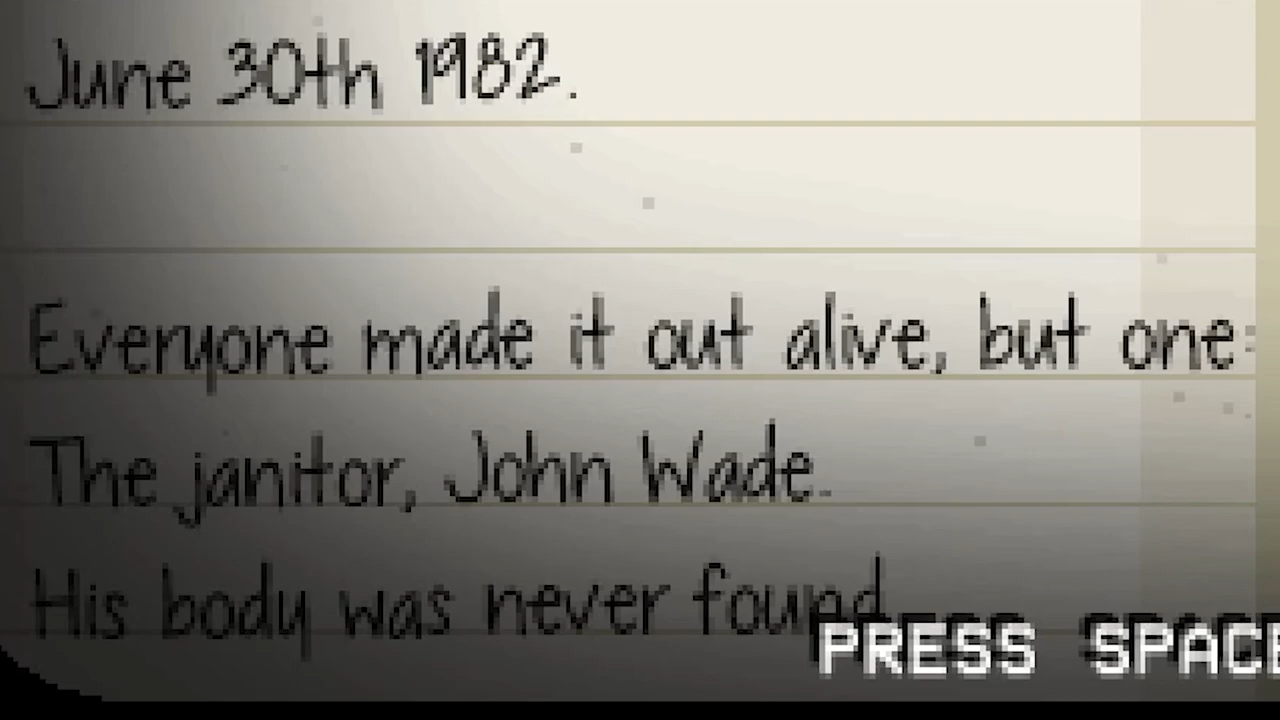 June 30th 1982.
Everyone made it out alive, but one:
The janitor, John Wade.
His body was never found
PRESS SPACE